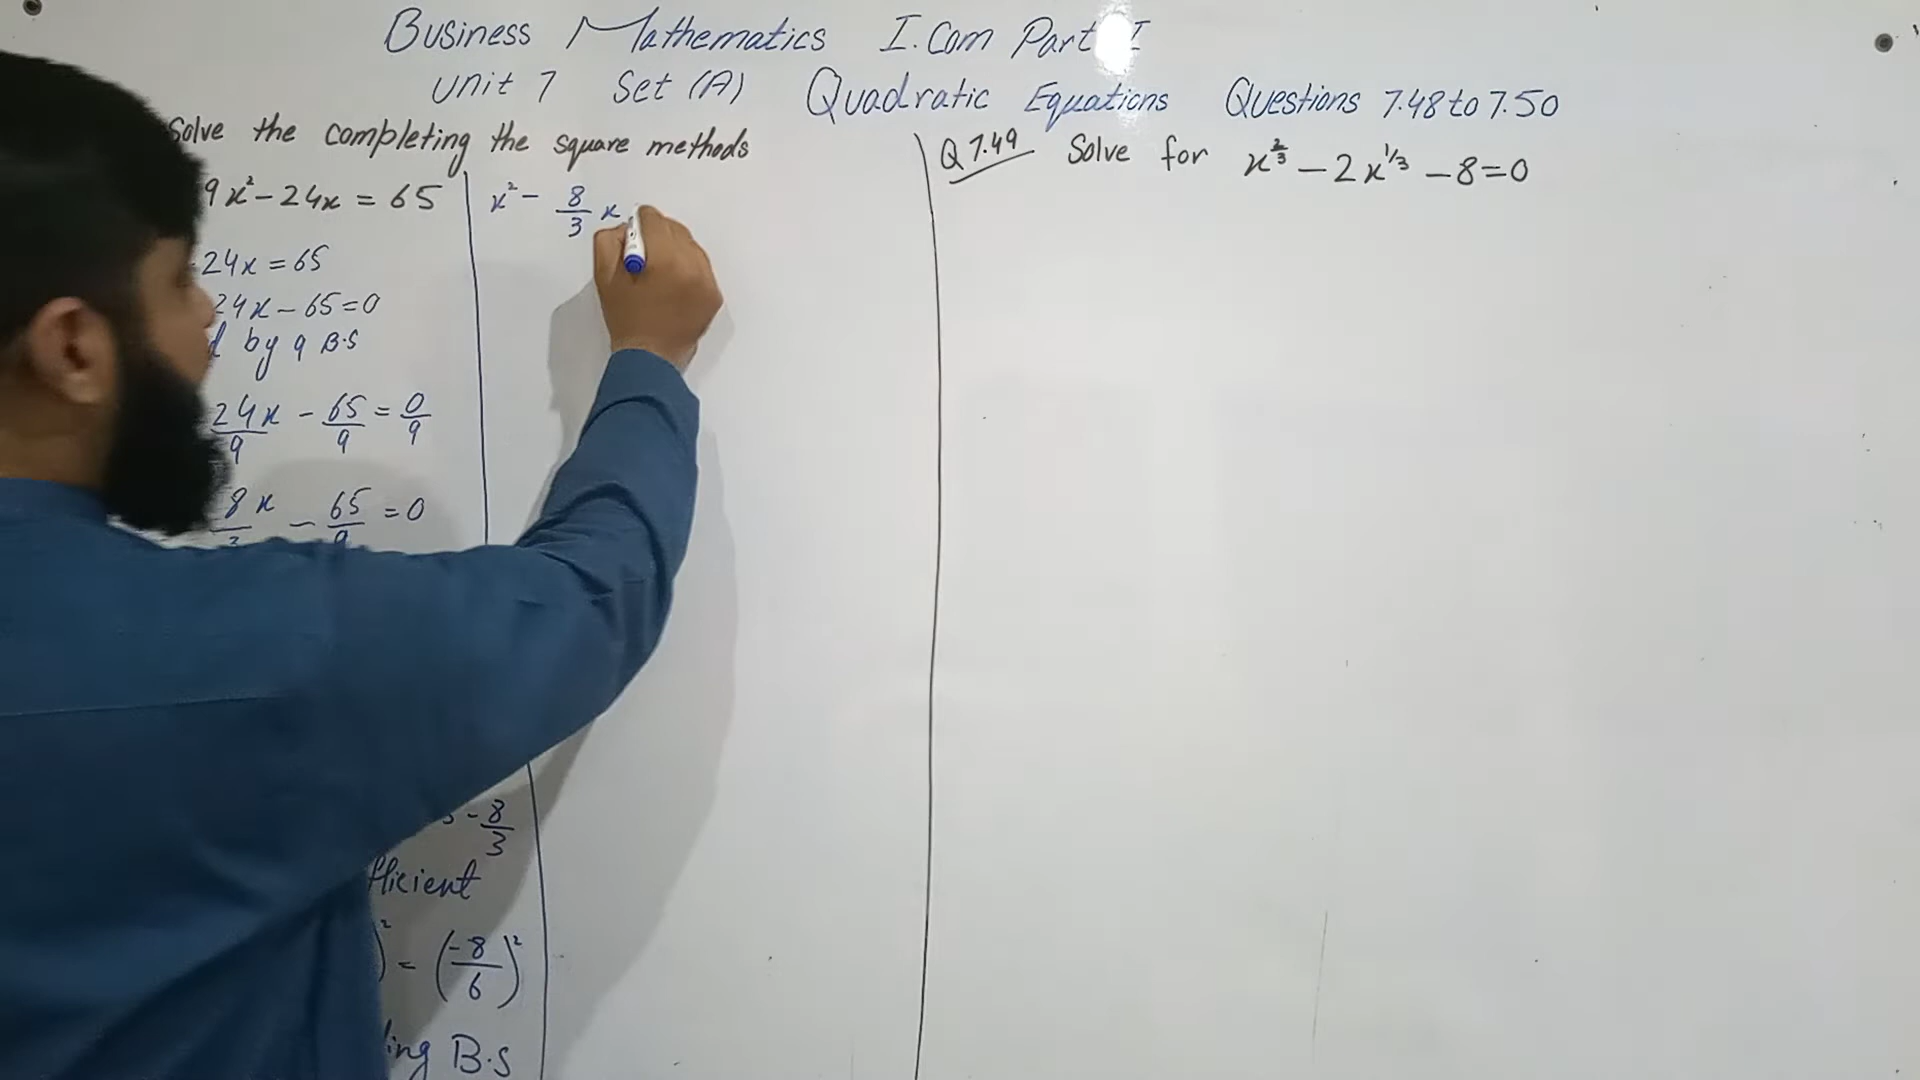 Business Mathematics I.Com Part I
Unit 7 Set (A) Quadratic Equations Questions 7.48 to 7.50
Solve the completing the square methods
9x² - 24x = 65
24x = 65
24x - 65 = 0
by 9 B.S
24x/9 - 65/9 = 0/9
8x - 65/9 = 0
- 8/3
fficient
)² = (-8/6)²
ing B.S
x² - 8/3 x
Q 7.49 Solve for x^2/3 - 2x^1/3 - 8 = 0